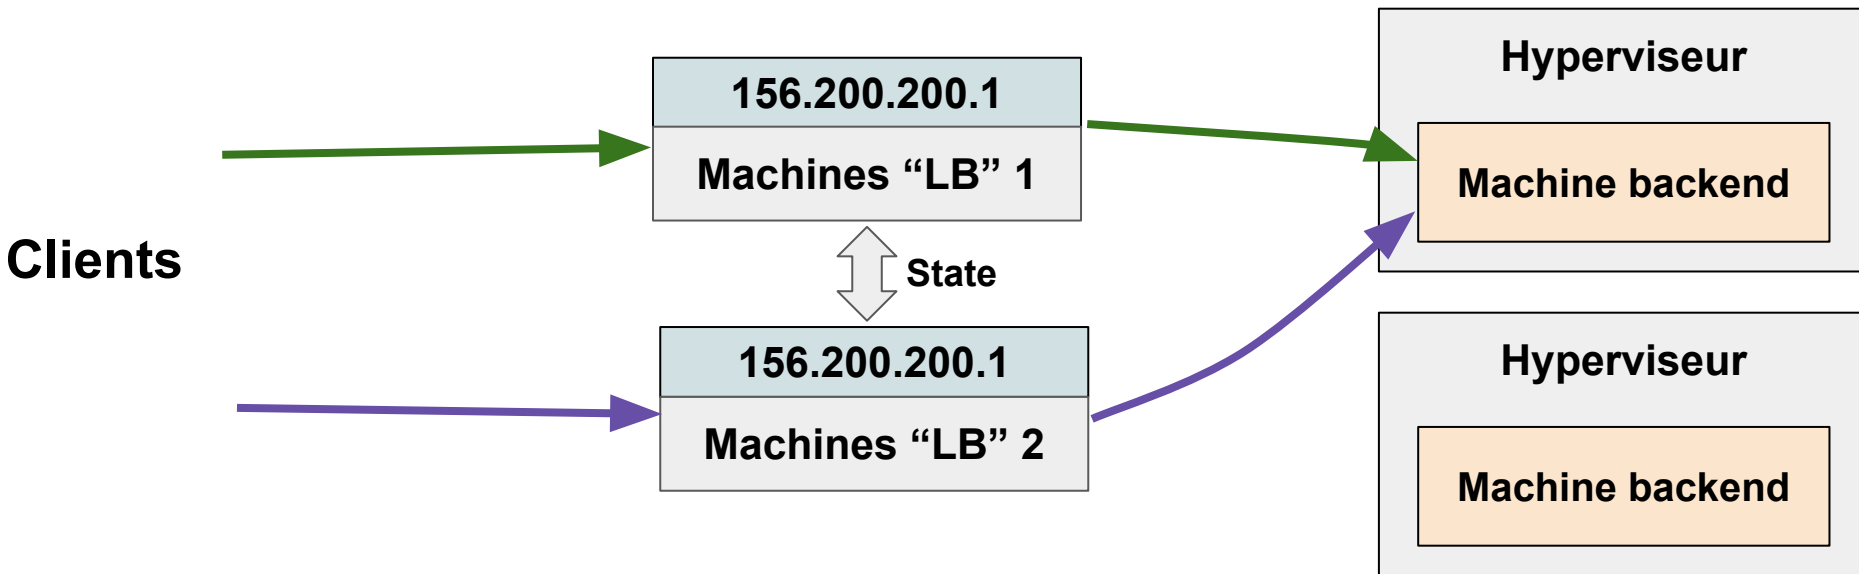 Clients
156.200.200.1
Machines “LB” 1
State
156.200.200.1
Machines “LB” 2
Hyperviseur
Machine backend
Hyperviseur
Machine backend